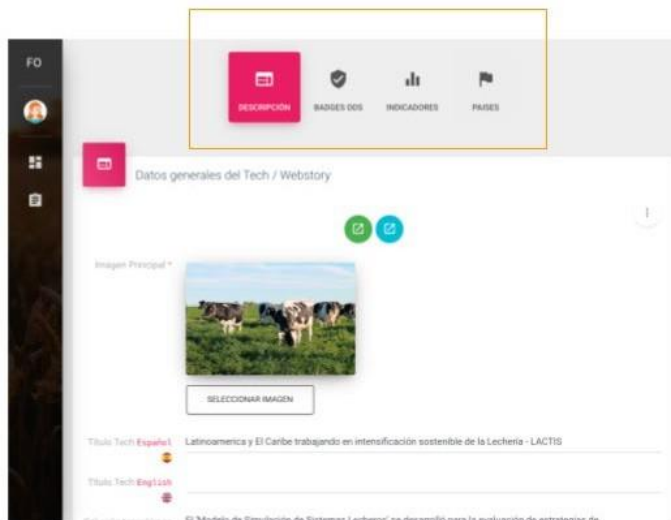 FO
DESCRIPCIÓN BADGES ODS INDICADORES PAISES
Datos generales del Tech / Webstory
Imagen Principal *
SELECCIONAR IMAGEN
Título Tech Español Latinoamerica y El Caribe trabajando en intensificación sostenible de la Lechería - LACTIS
Título Tech English
El 'Modelo de Simulación de Sistemas Lecheros' se desarrolló para la evaluación de estrategias de